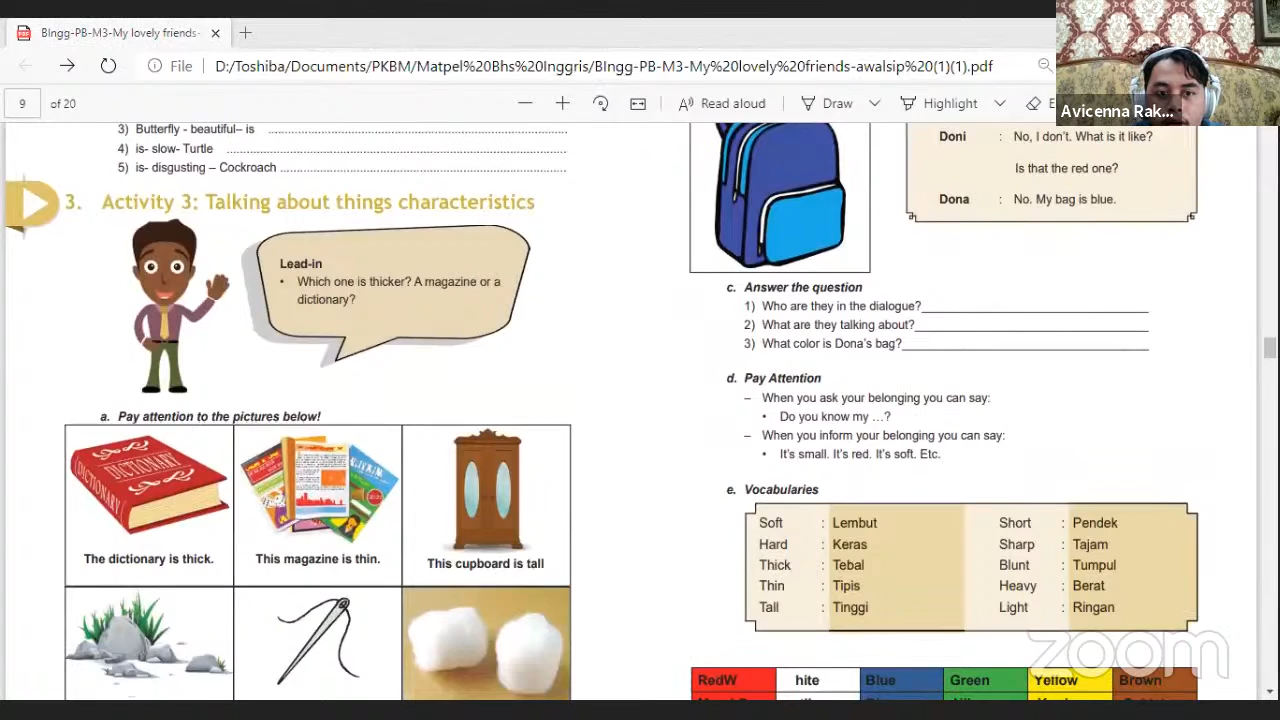 BIngg-PB-M3-My lovely friends-
File
D:/Toshiba/Documents/PKBM/Matpel%20Bhs%20Inggris/BIngg-PB-M3-My%20lovely%20friends-awalsip%20(1)(1).pdf
Avicenna Rak...
9 of 20
Read aloud
Draw
Highlight
3) Butterfly - beautiful– is
4) is- slow- Turtle
5) is- disgusting – Cockroach
3. Activity 3: Talking about things characteristics
Lead-in
• Which one is thicker? A magazine or a
dictionary?
a. Pay attention to the pictures below!
DICTIONARY
DICTIONARY
The dictionary is thick.
This magazine is thin.
This cupboard is tall
Doni : No, I don't. What is it like?
Is that the red one?
Dona : No. My bag is blue.
c. Answer the question
1) Who are they in the dialogue?
2) What are they talking about?
3) What color is Dona's bag?
d. Pay Attention
– When you ask your belonging you can say:
• Do you know my …?
– When you inform your belonging you can say:
• It's small. It's red. It's soft. Etc.
e. Vocabularies
Soft : Lembut Short : Pendek
Hard : Keras Sharp : Tajam
Thick : Tebal Blunt : Tumpul
Thin : Tipis Heavy : Berat
Tall : Tinggi Light : Ringan
zoom
RedW hite Blue Green Yellow Brown